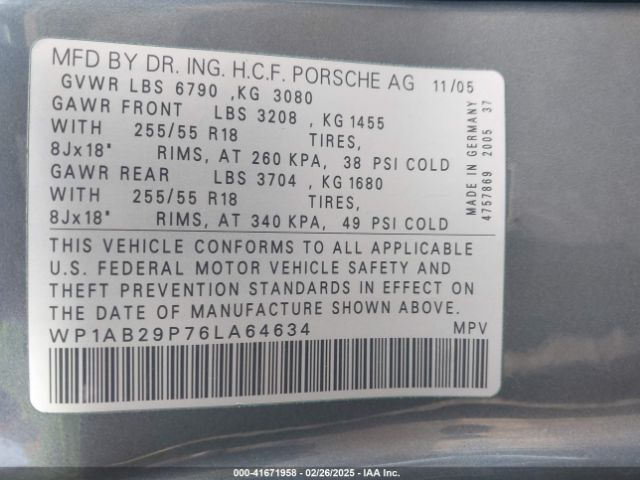 MFD BY DR. ING. H.C.F. PORSCHE AG 11/05
GVWR LBS 6790 ,KG 3080
GAWR FRONT LBS 3208 , KG 1455
WITH 255/55 R18 TIRES,
8Jx18" RIMS, AT 260 KPA, 38 PSI COLD
GAWR REAR LBS 3704 , KG 1680
WITH 255/55 R18 TIRES,
8Jx18" RIMS, AT 340 KPA, 49 PSI COLD
MADE IN GERMANY
4757869 2005 37
THIS VEHICLE CONFORMS TO ALL APPLICABLE
U.S. FEDERAL MOTOR VEHICLE SAFETY AND
THEFT PREVENTION STANDARDS IN EFFECT ON
THE DATE OF MANUFACTURE SHOWN ABOVE.
WP1AB29P76LA64634 MPV
000-41671958 - 02/26/2025 - IAA Inc.